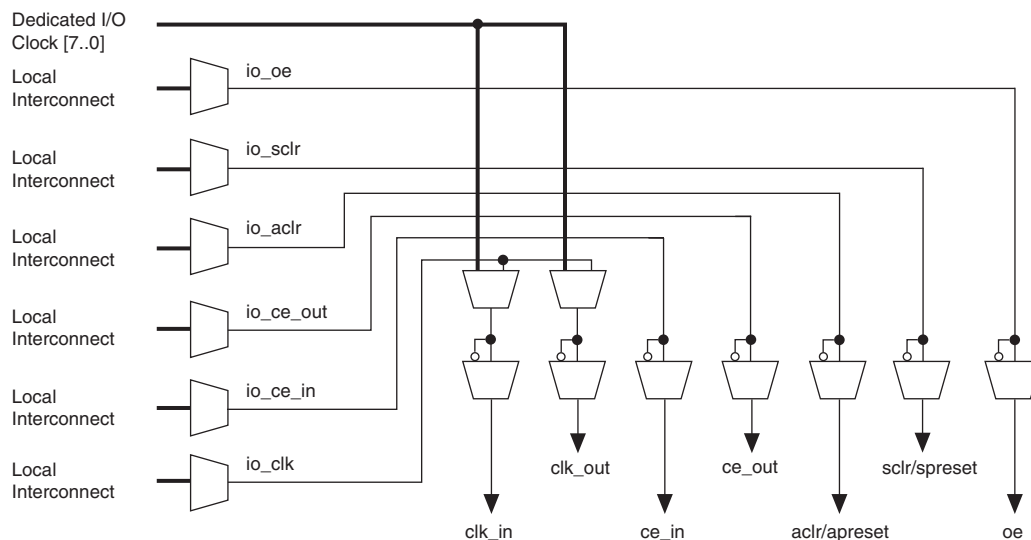 Dedicated I/O
Clock [7..0]
Local
Interconnect
io_oe
Local
Interconnect
io_sclr
Local
Interconnect
io_aclr
Local
Interconnect
io_ce_out
Local
Interconnect
io_ce_in
Local
Interconnect
io_clk
clk_out
ce_out
sclr/spreset
clk_in
ce_in
aclr/apreset
oe